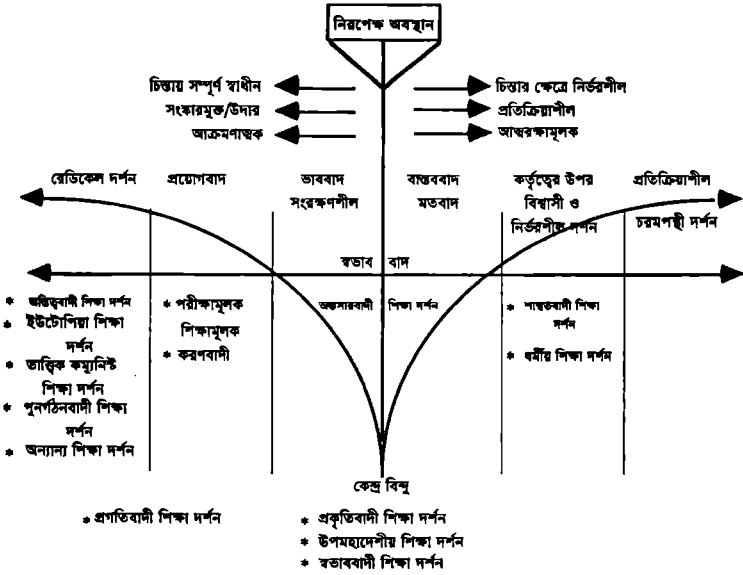 নিরপেক্ষ অবস্থান
চিন্তায় সম্পূর্ণ স্বাধীন
চিন্তার ক্ষেত্রে নির্ভরশীল
সংস্কারমুক্ত/উদার
প্রতিক্রিয়াশীল
আক্রমণাত্মক
আত্মরক্ষামূলক
রেডিকেল দর্শন
প্রয়োগবাদ
ভাববাদ
সংরক্ষণশীল
বাস্তববাদ
মতবাদ
কর্তৃত্বের উপর
বিশ্বাসী ও
নির্ভরশীল দর্শন
প্রতিক্রিয়াশীল
চরমপন্থী দর্শন
স্বভাব বাদ
* অস্তিত্ববাদী শিক্ষা দর্শন
* ইউটোপিয়া শিক্ষা
দর্শন
* তাত্ত্বিক কম্যুনিস্ট
শিক্ষা দর্শন
* পুনর্গঠনবাদী শিক্ষা
দর্শন
* অন্যান্য শিক্ষা দর্শন
* পরীক্ষামূলক
শিক্ষামূলক
* করণবাদী
অন্তসারবাদী শিক্ষা দর্শন
* শাশ্বতবাদী শিক্ষা
দর্শন
* ধর্মীয় শিক্ষা দর্শন
কেন্দ্র বিন্দু
* প্রগতিবাদী শিক্ষা দর্শন
* প্রকৃতিবাদী শিক্ষা দর্শন
* উপমহাদেশীয় শিক্ষা দর্শন
* স্বভাববাদী শিক্ষা দর্শন